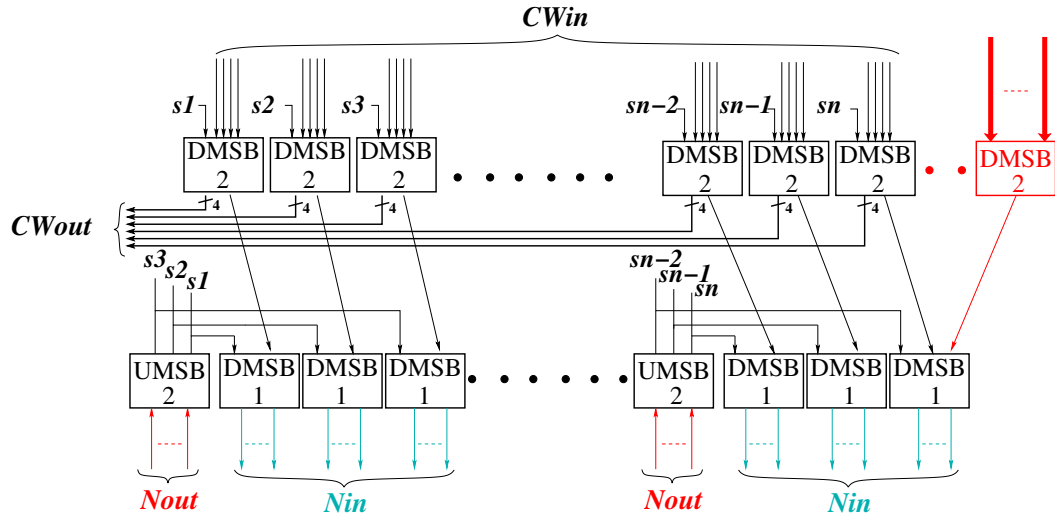 CWin
s1 s2 s3 sn-2 sn-1 sn
DMSB 2 DMSB 2 DMSB 2 DMSB 2 DMSB 2 DMSB 2 DMSB 2
4 4 4 4 4 4
CWout
s3 s2 s1 sn-2 sn-1 sn
UMSB 2 DMSB 1 DMSB 1 DMSB 1 UMSB 2 DMSB 1 DMSB 1 DMSB 1
Nout Nin Nout Nin